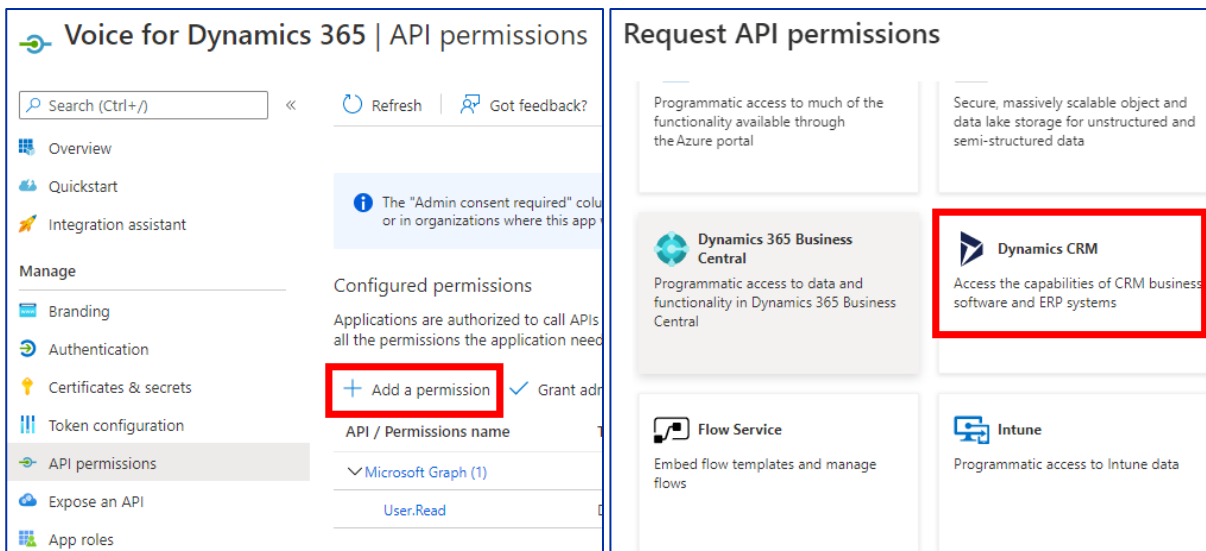 Voice for Dynamics 365 | API permissions
Search (Ctrl+/)
«
Refresh
Got feedback?
Overview
Quickstart
Integration assistant
Manage
Branding
Authentication
Certificates & secrets
Token configuration
API permissions
Expose an API
App roles
The "Admin consent required" colu
or in organizations where this app
Configured permissions
Applications are authorized to call APIs
all the permissions the application need
Add a permission
Grant adr
API / Permissions name
Microsoft Graph (1)
User.Read
Request API permissions
Programmatic access to much of the
functionality available through
the Azure portal
Secure, massively scalable object and
data lake storage for unstructured and
semi-structured data
Dynamics 365 Business
Central
Programmatic access to data and
functionality in Dynamics 365 Business
Central
Dynamics CRM
Access the capabilities of CRM business
software and ERP systems
Flow Service
Embed flow templates and manage
flows
Intune
Programmatic access to Intune data